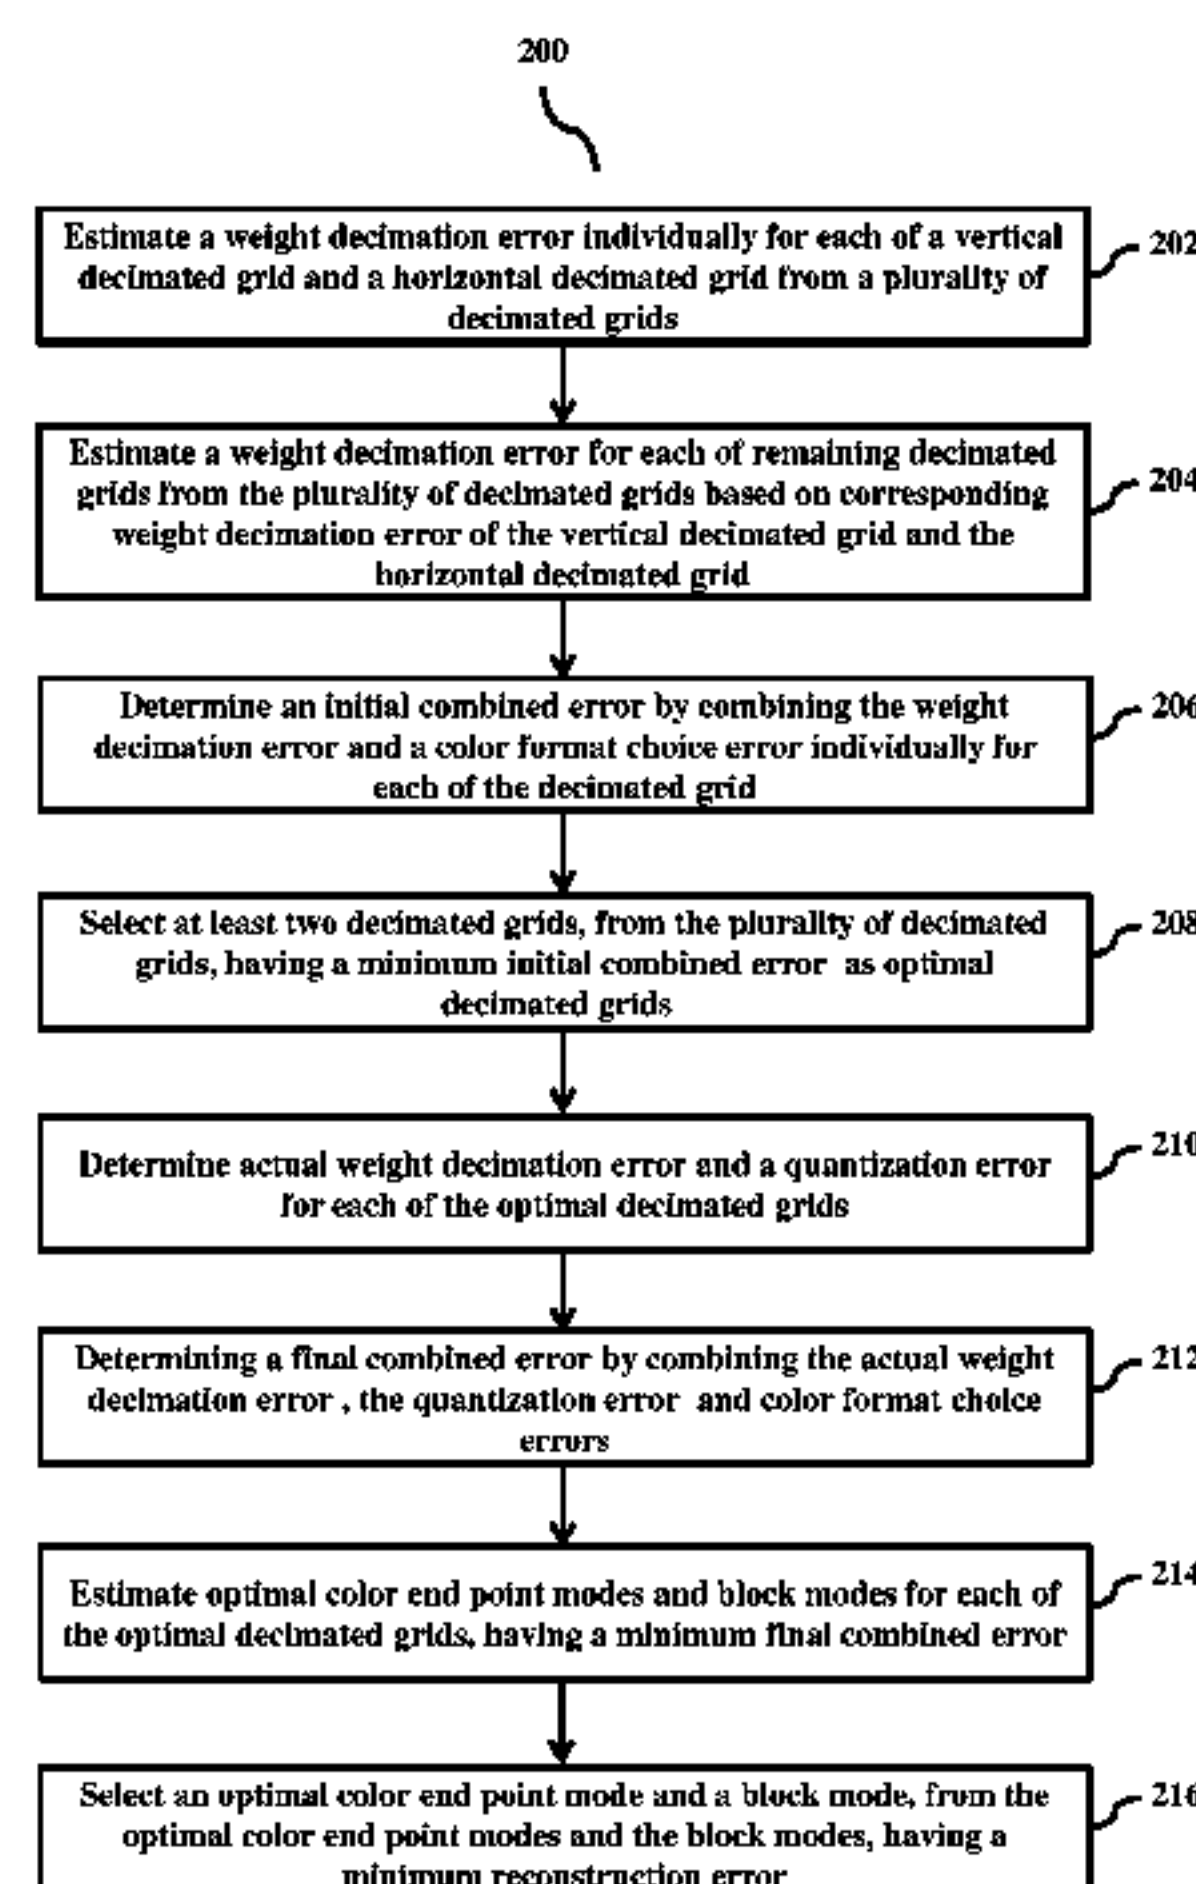 200
Estimate a weight decimation error individually for each of a vertical
decimated grid and a horizontal decimated grid from a plurality of
decimated grids
202
Estimate a weight decimation error for each of remaining decimated
grids from the plurality of decimated grids based on corresponding
weight decimation error of the vertical decimated grid and the
horizontal decimated grid
204
Determine an initial combined error by combining the weight
decimation error and a color format choice error individually for
each of the decimated grid
206
Select at least two decimated grids, from the plurality of decimated
grids, having a minimum initial combined error as optimal
decimated grids
208
Determine actual weight decimation error and a quantization error
for each of the optimal decimated grids
210
Determining a final combined error by combining the actual weight
decimation error , the quantization error and color format choice
errors
212
Estimate optimal color end point modes and block modes for each of
the optimal decimated grids, having a minimum final combined error
214
Select an optimal color end point mode and a block mode, from the
optimal color end point modes and the block modes, having a
minimum reconstruction error
216